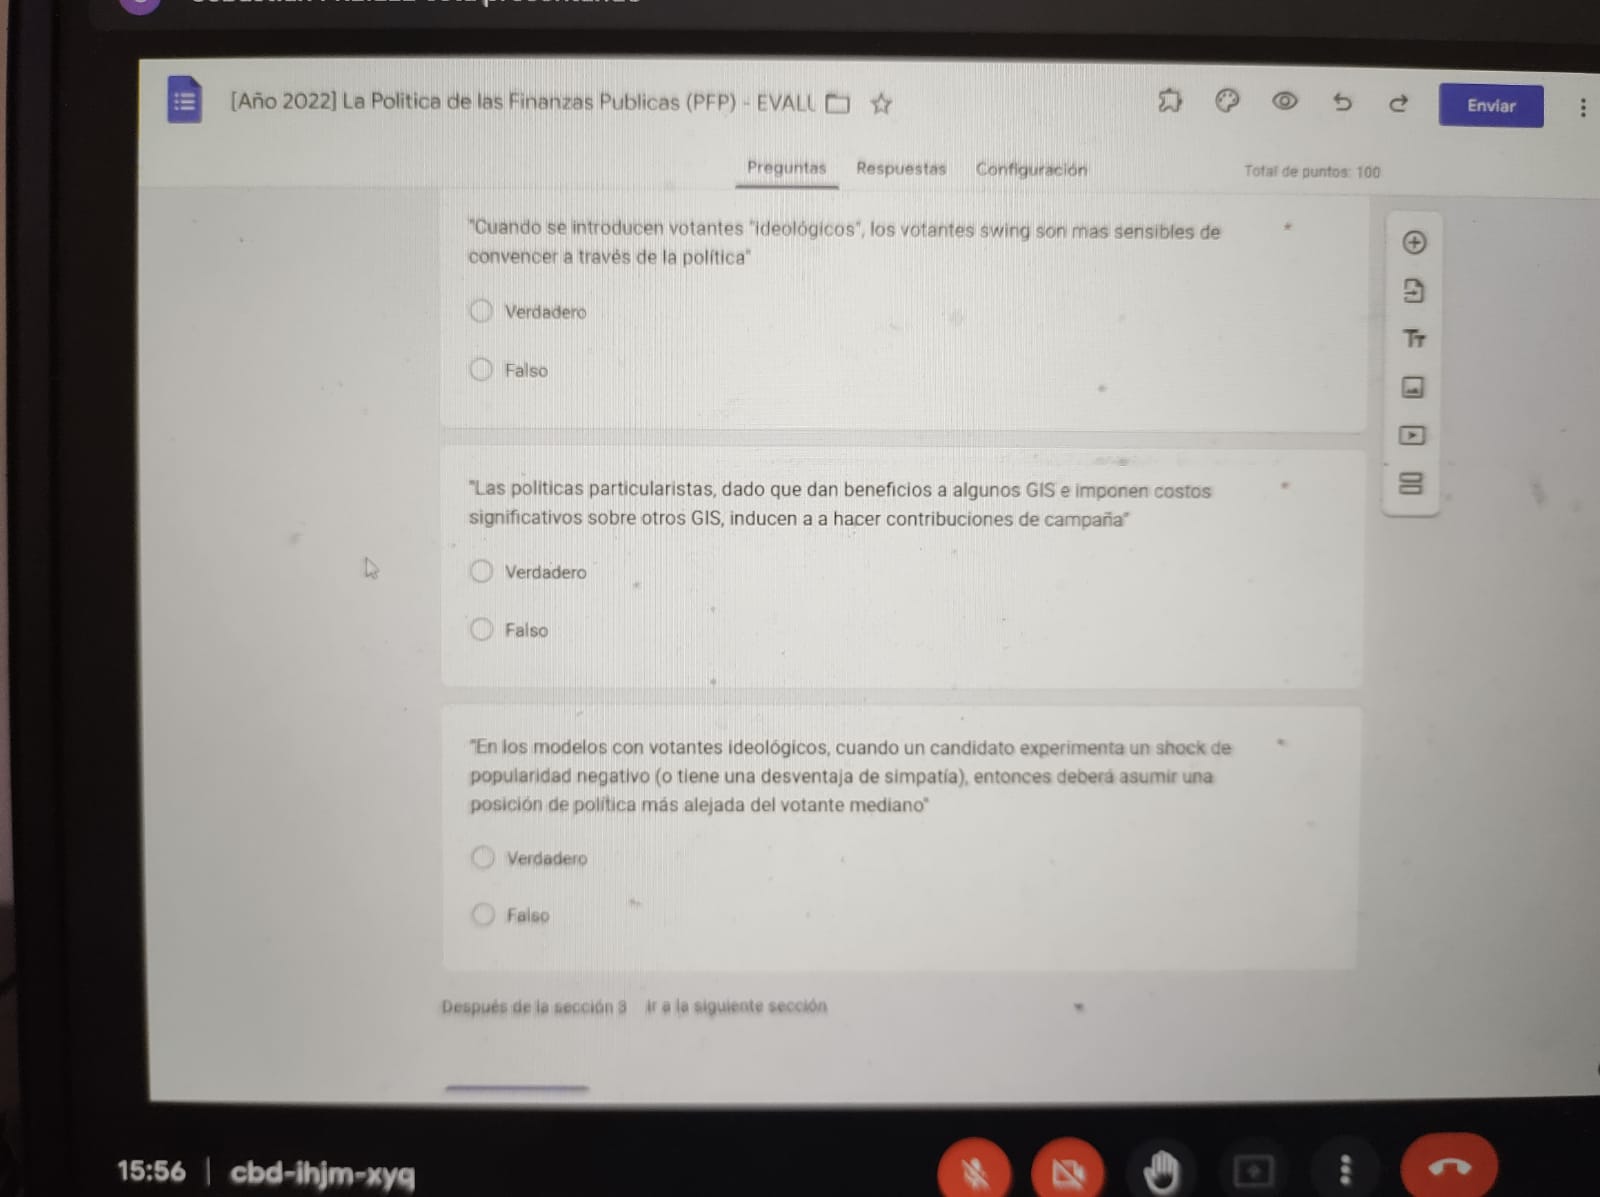 [Año 2022] La Politica de las Finanzas Publicas (PFP) - EVALU
Enviar
Preguntas Respuestas Configuración
Total de puntos: 100
"Cuando se introducen votantes "ideológicos", los votantes swing son mas sensibles de *
convencer a través de la política"
Verdadero
Falso
"Las politicas particularistas, dado que dan beneficios a algunos GIS e imponen costos *
significativos sobre otros GIS, inducen a a hacer contribuciones de campaña"
Verdadero
Falso
"En los modelos con votantes ideológicos, cuando un candidato experimenta un shock de *
popularidad negativo (o tiene una desventaja de simpatía), entonces deberá asumir una
posición de política más alejada del votante mediano"
Verdadero
Falso
Después de la sección 3 Ir a la siguiente sección
15:56 | cbd-ihjm-xyq